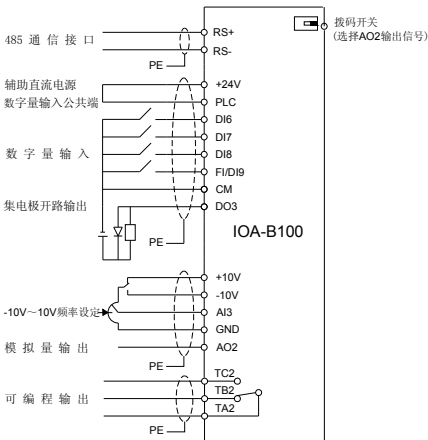 拨码开关
(选择AO2输出信号)
485 通 信 接 口
RS+
RS-
PE
辅助直流电源
+24V
数字量输入公共端
PLC
DI6
DI7
数 字 量 输 入
DI8
FI/DI9
CM
集电极开路输出
DO3
IOA-B100
PE
+10V
-10V
-10V～10V频率设定
AI3
GND
模 拟 量 输 出
AO2
PE
TC2
可 编 程 输 出
TB2
TA2
PE